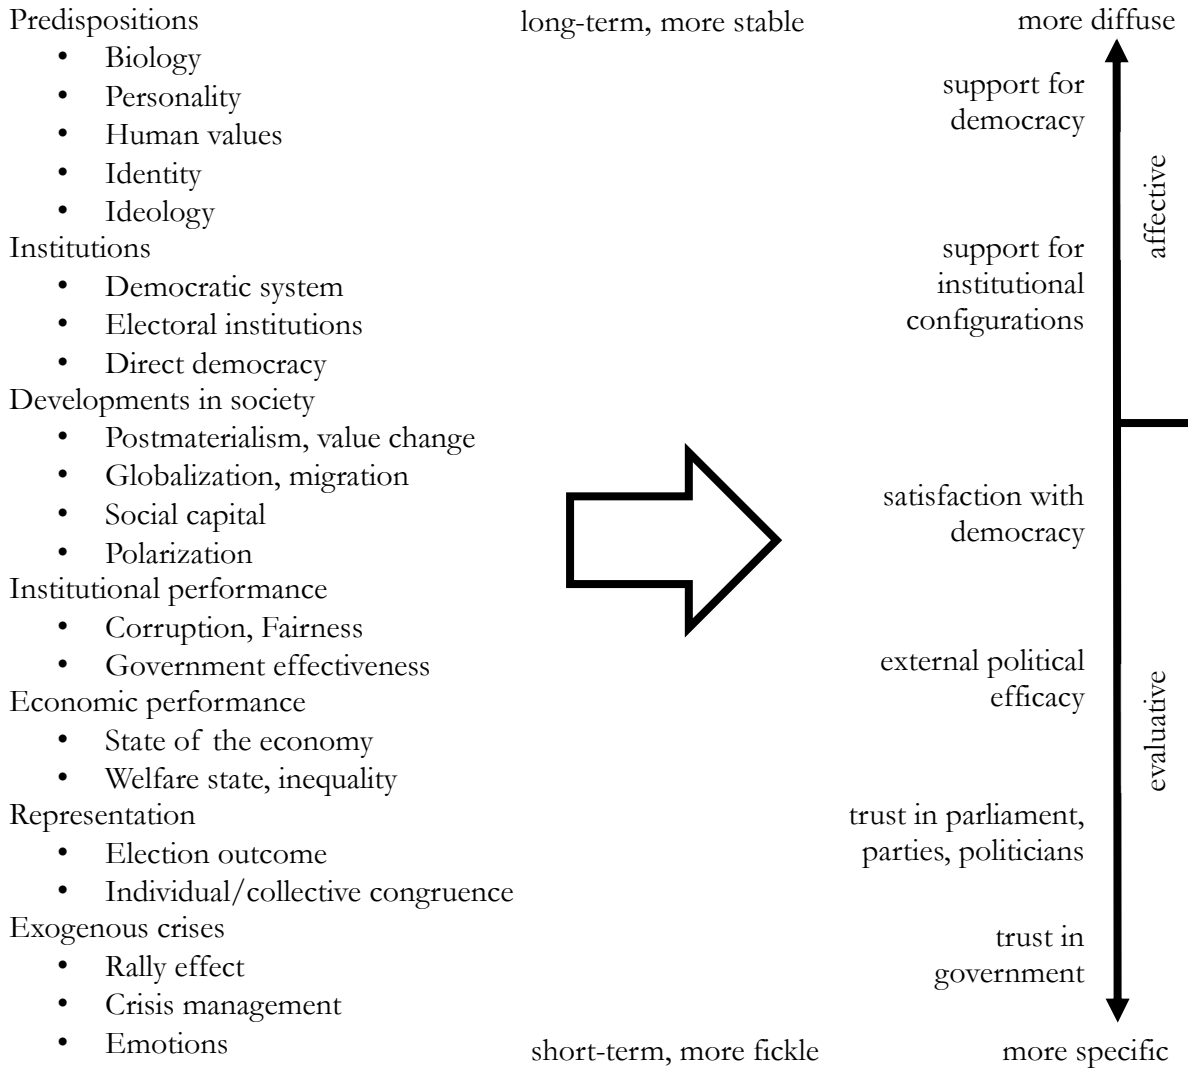 Predispositions
• Biology
• Personality
• Human values
• Identity
• Ideology
Institutions
• Democratic system
• Electoral institutions
• Direct democracy
Developments in society
• Postmaterialism, value change
• Globalization, migration
• Social capital
• Polarization
Institutional performance
• Corruption, Fairness
• Government effectiveness
Economic performance
• State of the economy
• Welfare state, inequality
Representation
• Election outcome
• Individual/collective congruence
Exogenous crises
• Rally effect
• Crisis management
• Emotions
long-term, more stable
short-term, more fickle
more diffuse
support for
democracy
support for
institutional
configurations
satisfaction with
democracy
external political
efficacy
trust in parliament,
parties, politicians
trust in
government
more specific
affective
evaluative